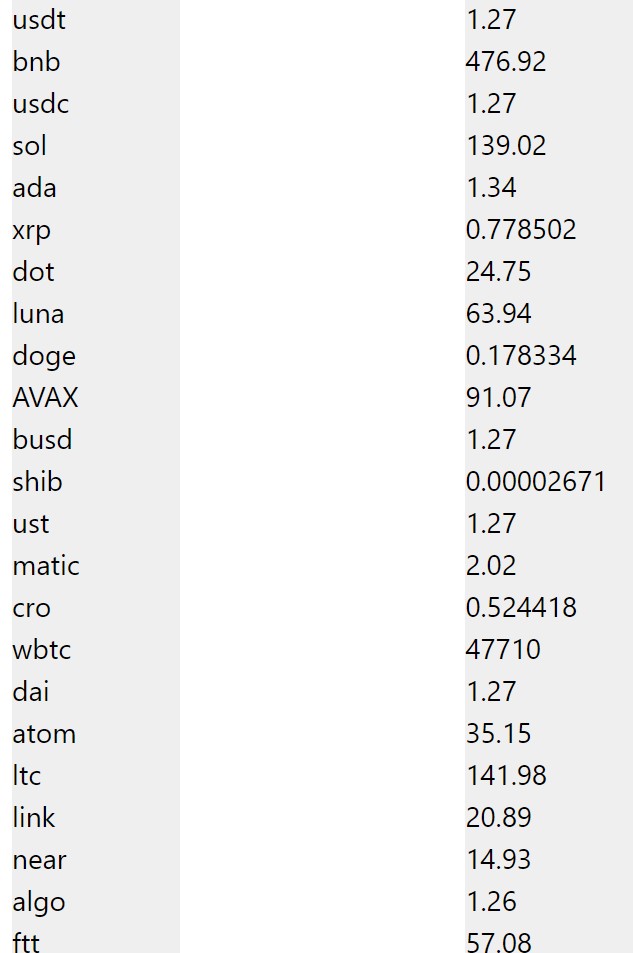 usdt 1.27
bnb 476.92
usdc 1.27
sol 139.02
ada 1.34
xrp 0.778502
dot 24.75
luna 63.94
doge 0.178334
AVAX 91.07
busd 1.27
shib 0.00002671
ust 1.27
matic 2.02
cro 0.524418
wbtc 47710
dai 1.27
atom 35.15
ltc 141.98
link 20.89
near 14.93
algo 1.26
ftt 57.08